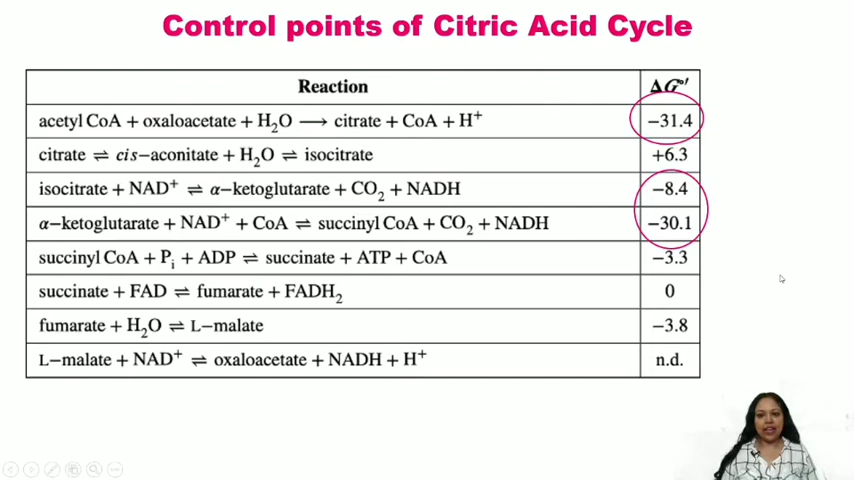 Control points of Citric Acid Cycle
Reaction ΔG°′
acetyl CoA + oxaloacetate + H₂O ⟶ citrate + CoA + H⁺ −31.4
citrate ⇌ cis−aconitate + H₂O ⇌ isocitrate +6.3
isocitrate + NAD⁺ ⇌ α−ketoglutarate + CO₂ + NADH −8.4
α−ketoglutarate + NAD⁺ + CoA ⇌ succinyl CoA + CO₂ + NADH −30.1
succinyl CoA + Pᵢ + ADP ⇌ succinate + ATP + CoA −3.3
succinate + FAD ⇌ fumarate + FADH₂ 0
fumarate + H₂O ⇌ L−malate −3.8
L−malate + NAD⁺ ⇌ oxaloacetate + NADH + H⁺ n.d.